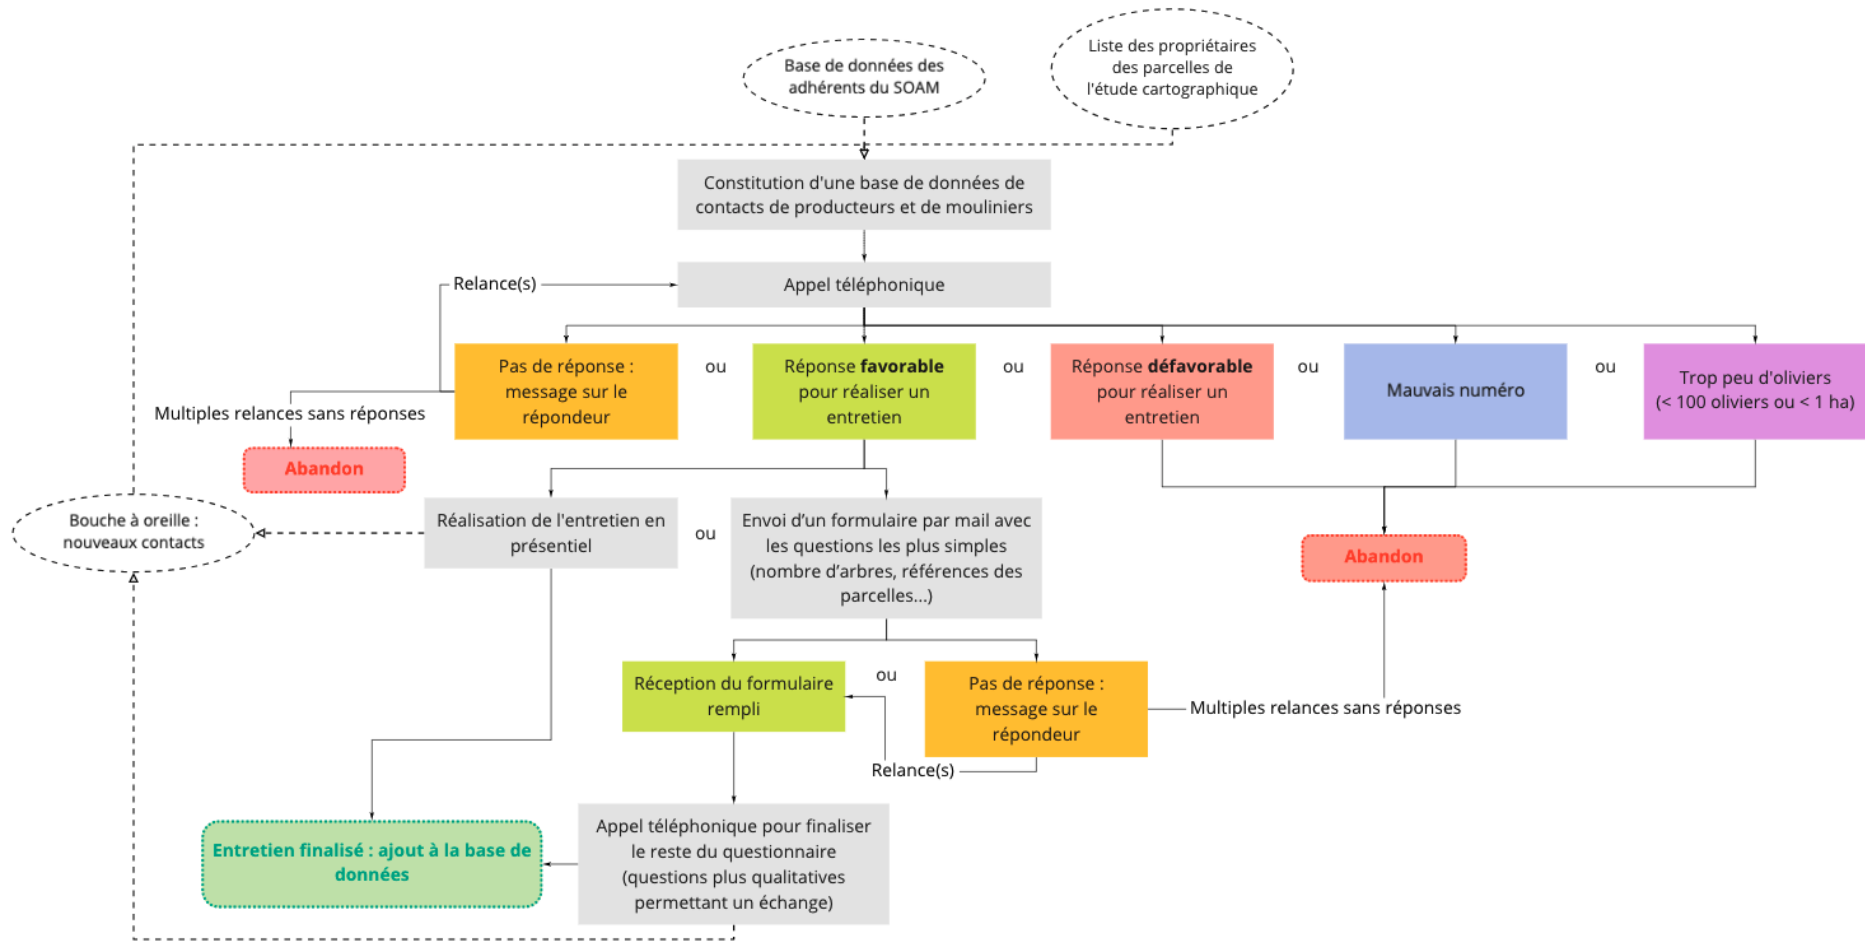 Liste des propriétaires
des parcelles de
l'étude cartographique
Base de données des
adhérents du SOAM
Constitution d'une base de données de
contacts de producteurs et de mouliniers
Relance(s)
Appel téléphonique
Pas de réponse :
message sur le
répondeur
ou
Réponse favorable
pour réaliser un
entretien
ou
Réponse défavorable
pour réaliser un
entretien
ou
Mauvais numéro
ou
Trop peu d'oliviers
(< 100 oliviers ou < 1 ha)
Multiples relances sans réponses
Abandon
Bouche à oreille :
nouveaux contacts
Réalisation de l'entretien en
présentiel
ou
Envoi d’un formulaire par mail avec
les questions les plus simples
(nombre d’arbres, références des
parcelles...)
Abandon
Réception du formulaire
rempli
ou
Pas de réponse :
message sur le
répondeur
Multiples relances sans réponses
Relance(s)
Entretien finalisé : ajout à la base de
données
Appel téléphonique pour finaliser
le reste du questionnaire
(questions plus qualitatives
permettant un échange)